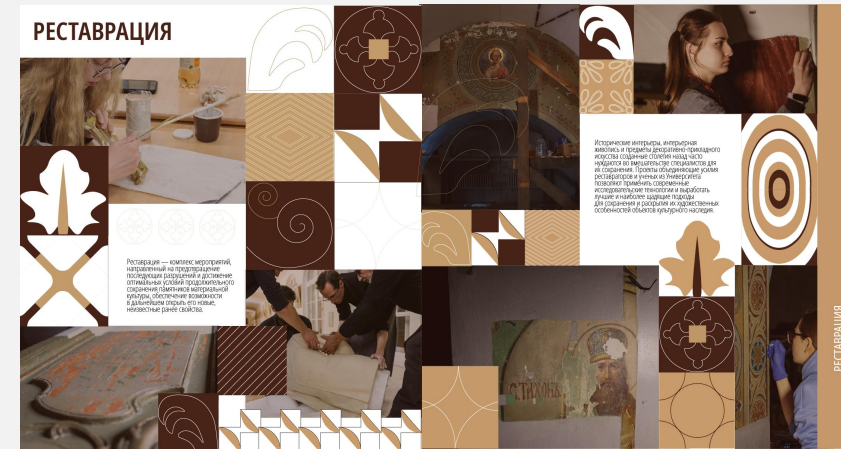 РЕСТАВРАЦИЯ
Реставрация — комплекс мероприятий,
направленный на предотвращение
последующих разрушений и достижение
оптимальных условий продолжительного
сохранения памятников материальной
культуры, обеспечение возможности
в дальнейшем открыть его новые,
неизвестные ранее свойства.
Исторические интерьеры, интерьерная
живопись и предметы декоративно-прикладного
искусства созданные столетия назад часто
нуждаются во вмешательстве специалистов для
их сохранения. Проекты объединяющие усилия
реставраторов и ученых из Университета
позволяют применить современные
исследовательские технологии и выработать
лучшие и наиболее щадящие подходы
для сохранения и раскрытия их художественных
особенностей объектов культурного наследия.
С. ТИХОНЪ
РЕСТАВРАЦИЯ